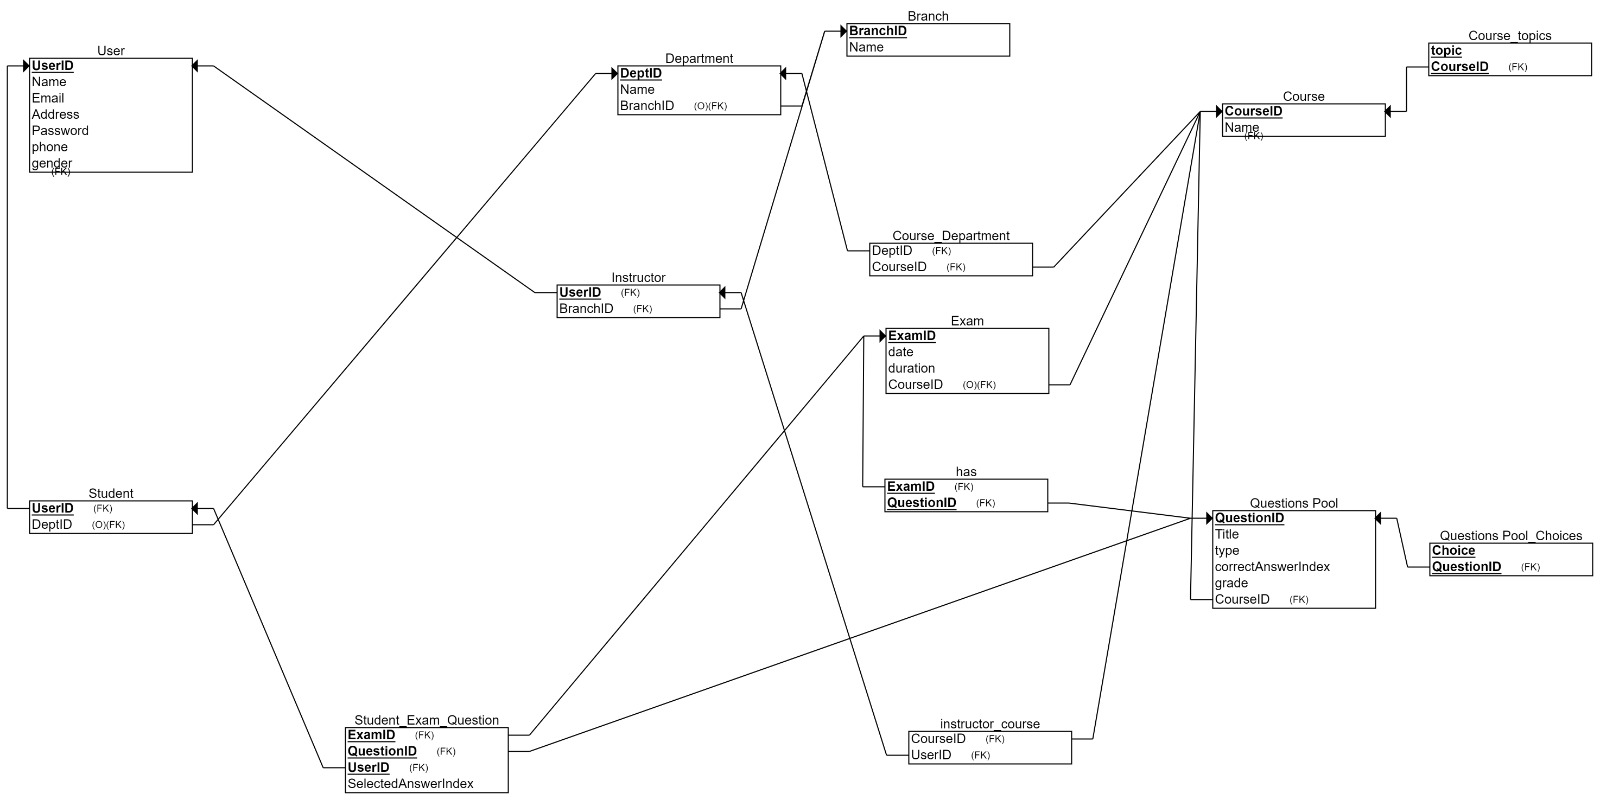 Branch
BranchID
Name
User
UserID
Name
Email
Address
Password
phone
gender
(FK)
Department
DeptID
Name
BranchID (O)(FK)
Course_topics
topic
CourseID (FK)
Course
CourseID
Name
(FK)
Course_Department
DeptID (FK)
CourseID (FK)
Instructor
UserID (FK)
BranchID (FK)
Exam
ExamID
date
duration
CourseID (O)(FK)
has
ExamID (FK)
QuestionID (FK)
Student
UserID (FK)
DeptID (O)(FK)
Questions Pool
QuestionID
Title
type
correctAnswerIndex
grade
CourseID (FK)
Questions Pool_Choices
Choice
QuestionID (FK)
Student_Exam_Question
ExamID (FK)
QuestionID (FK)
UserID (FK)
SelectedAnswerIndex
instructor_course
CourseID (FK)
UserID (FK)